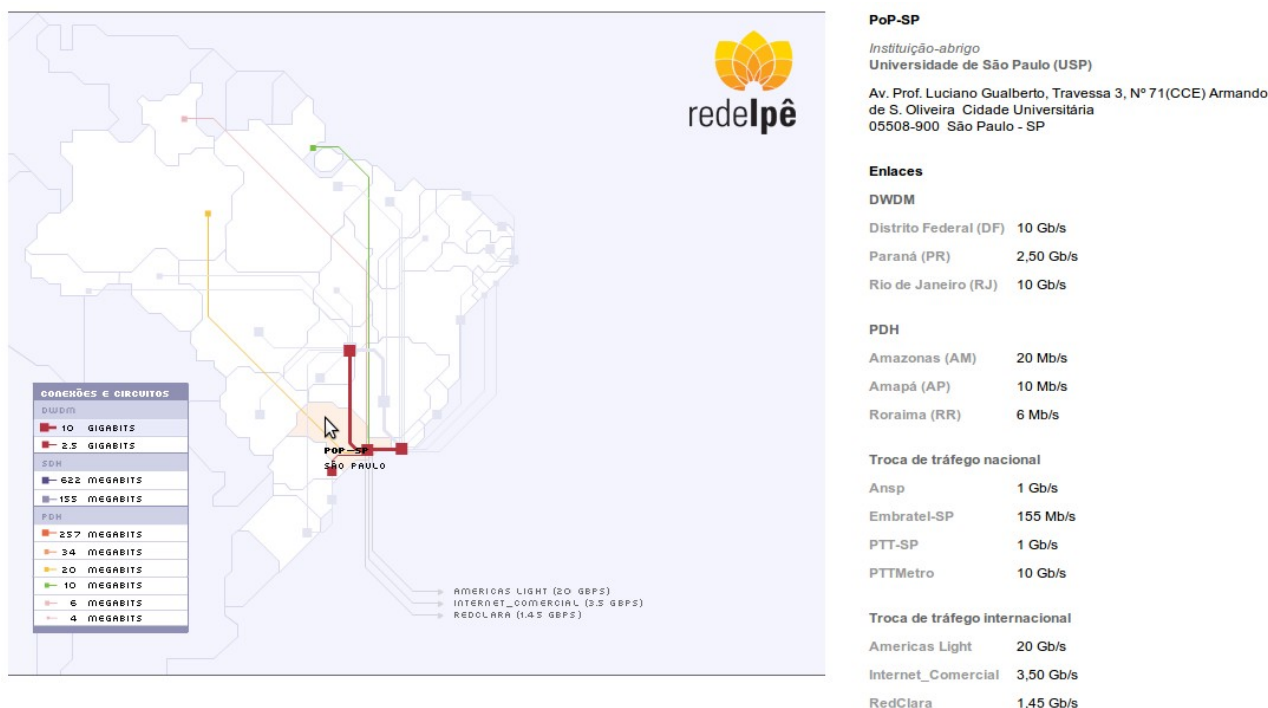 redeIpê
CONEXÕES E CIRCUITOS
DWDM
10 GIGABITS
2.5 GIGABITS
SDH
622 MEGABITS
155 MEGABITS
PDH
257 MEGABITS
34 MEGABITS
20 MEGABITS
10 MEGABITS
6 MEGABITS
4 MEGABITS
POP-SP
SÃO PAULO
AMERICAS LIGHT (20 GBPS)
INTERNET_COMERCIAL (3.5 GBPS)
REDCLARA (1.45 GBPS)
PoP-SP
Instituição-abrigo
Universidade de São Paulo (USP)
Av. Prof. Luciano Gualberto, Travessa 3, Nº 71(CCE) Armando
de S. Oliveira Cidade Universitária
05508-900 São Paulo - SP
Enlaces
DWDM
Distrito Federal (DF) 10 Gb/s
Paraná (PR) 2,50 Gb/s
Rio de Janeiro (RJ) 10 Gb/s
PDH
Amazonas (AM) 20 Mb/s
Amapá (AP) 10 Mb/s
Roraima (RR) 6 Mb/s
Troca de tráfego nacional
Ansp 1 Gb/s
Embratel-SP 155 Mb/s
PTT-SP 1 Gb/s
PTTMetro 10 Gb/s
Troca de tráfego internacional
Americas Light 20 Gb/s
Internet_Comercial 3,50 Gb/s
RedClara 1,45 Gb/s